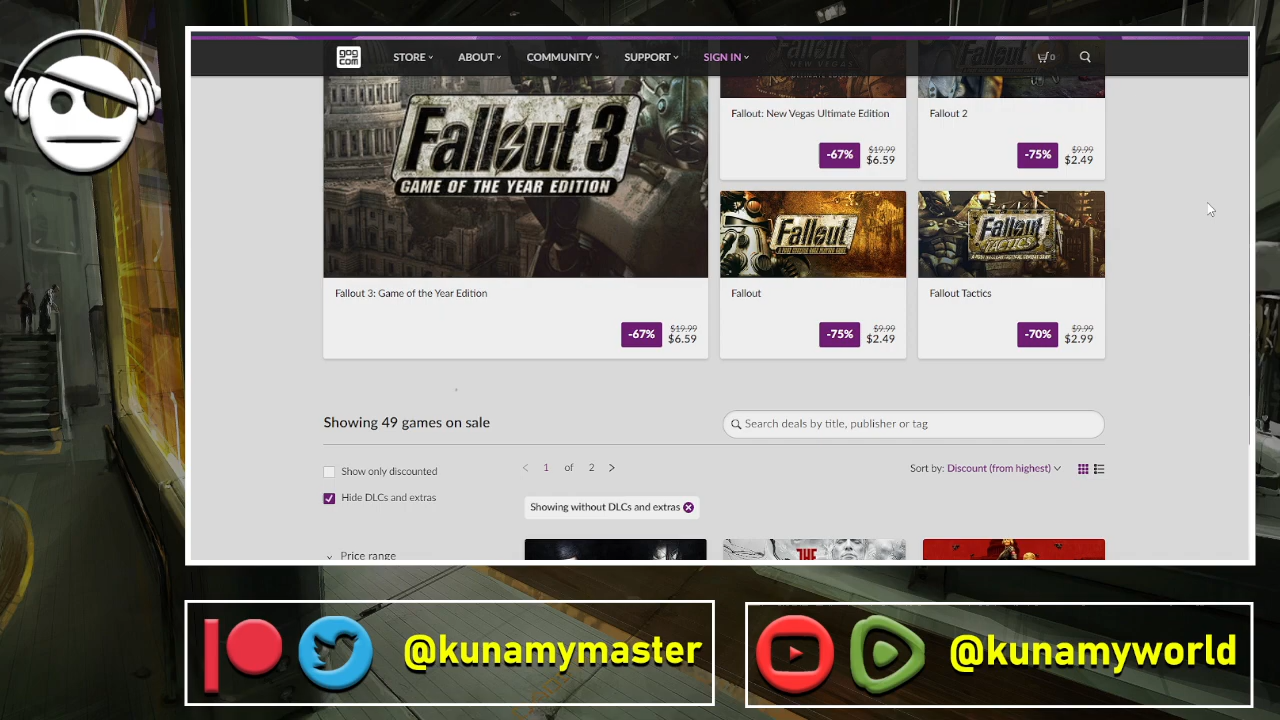 gog
com
STORE ABOUT COMMUNITY SUPPORT SIGN IN 0
NEW VEGAS
Fallout: New Vegas Ultimate Edition
-67% $19.99
$6.59
Fallout 2
-75% $9.99
$2.49
Fallout 3
GAME OF THE YEAR EDITION
Fallout 3: Game of the Year Edition
-67% $19.99
$6.59
Fallout
Fallout
-75% $9.99
$2.49
Fallout
TACTICS
Fallout Tactics
-70% $9.99
$2.99
Showing 49 games on sale
Search deals by title, publisher or tag
Show only discounted
Hide DLCs and extras
Price range
1 of 2
Sort by: Discount (from highest)
Showing without DLCs and extras
THE
@kunamymaster
@kunamyworld